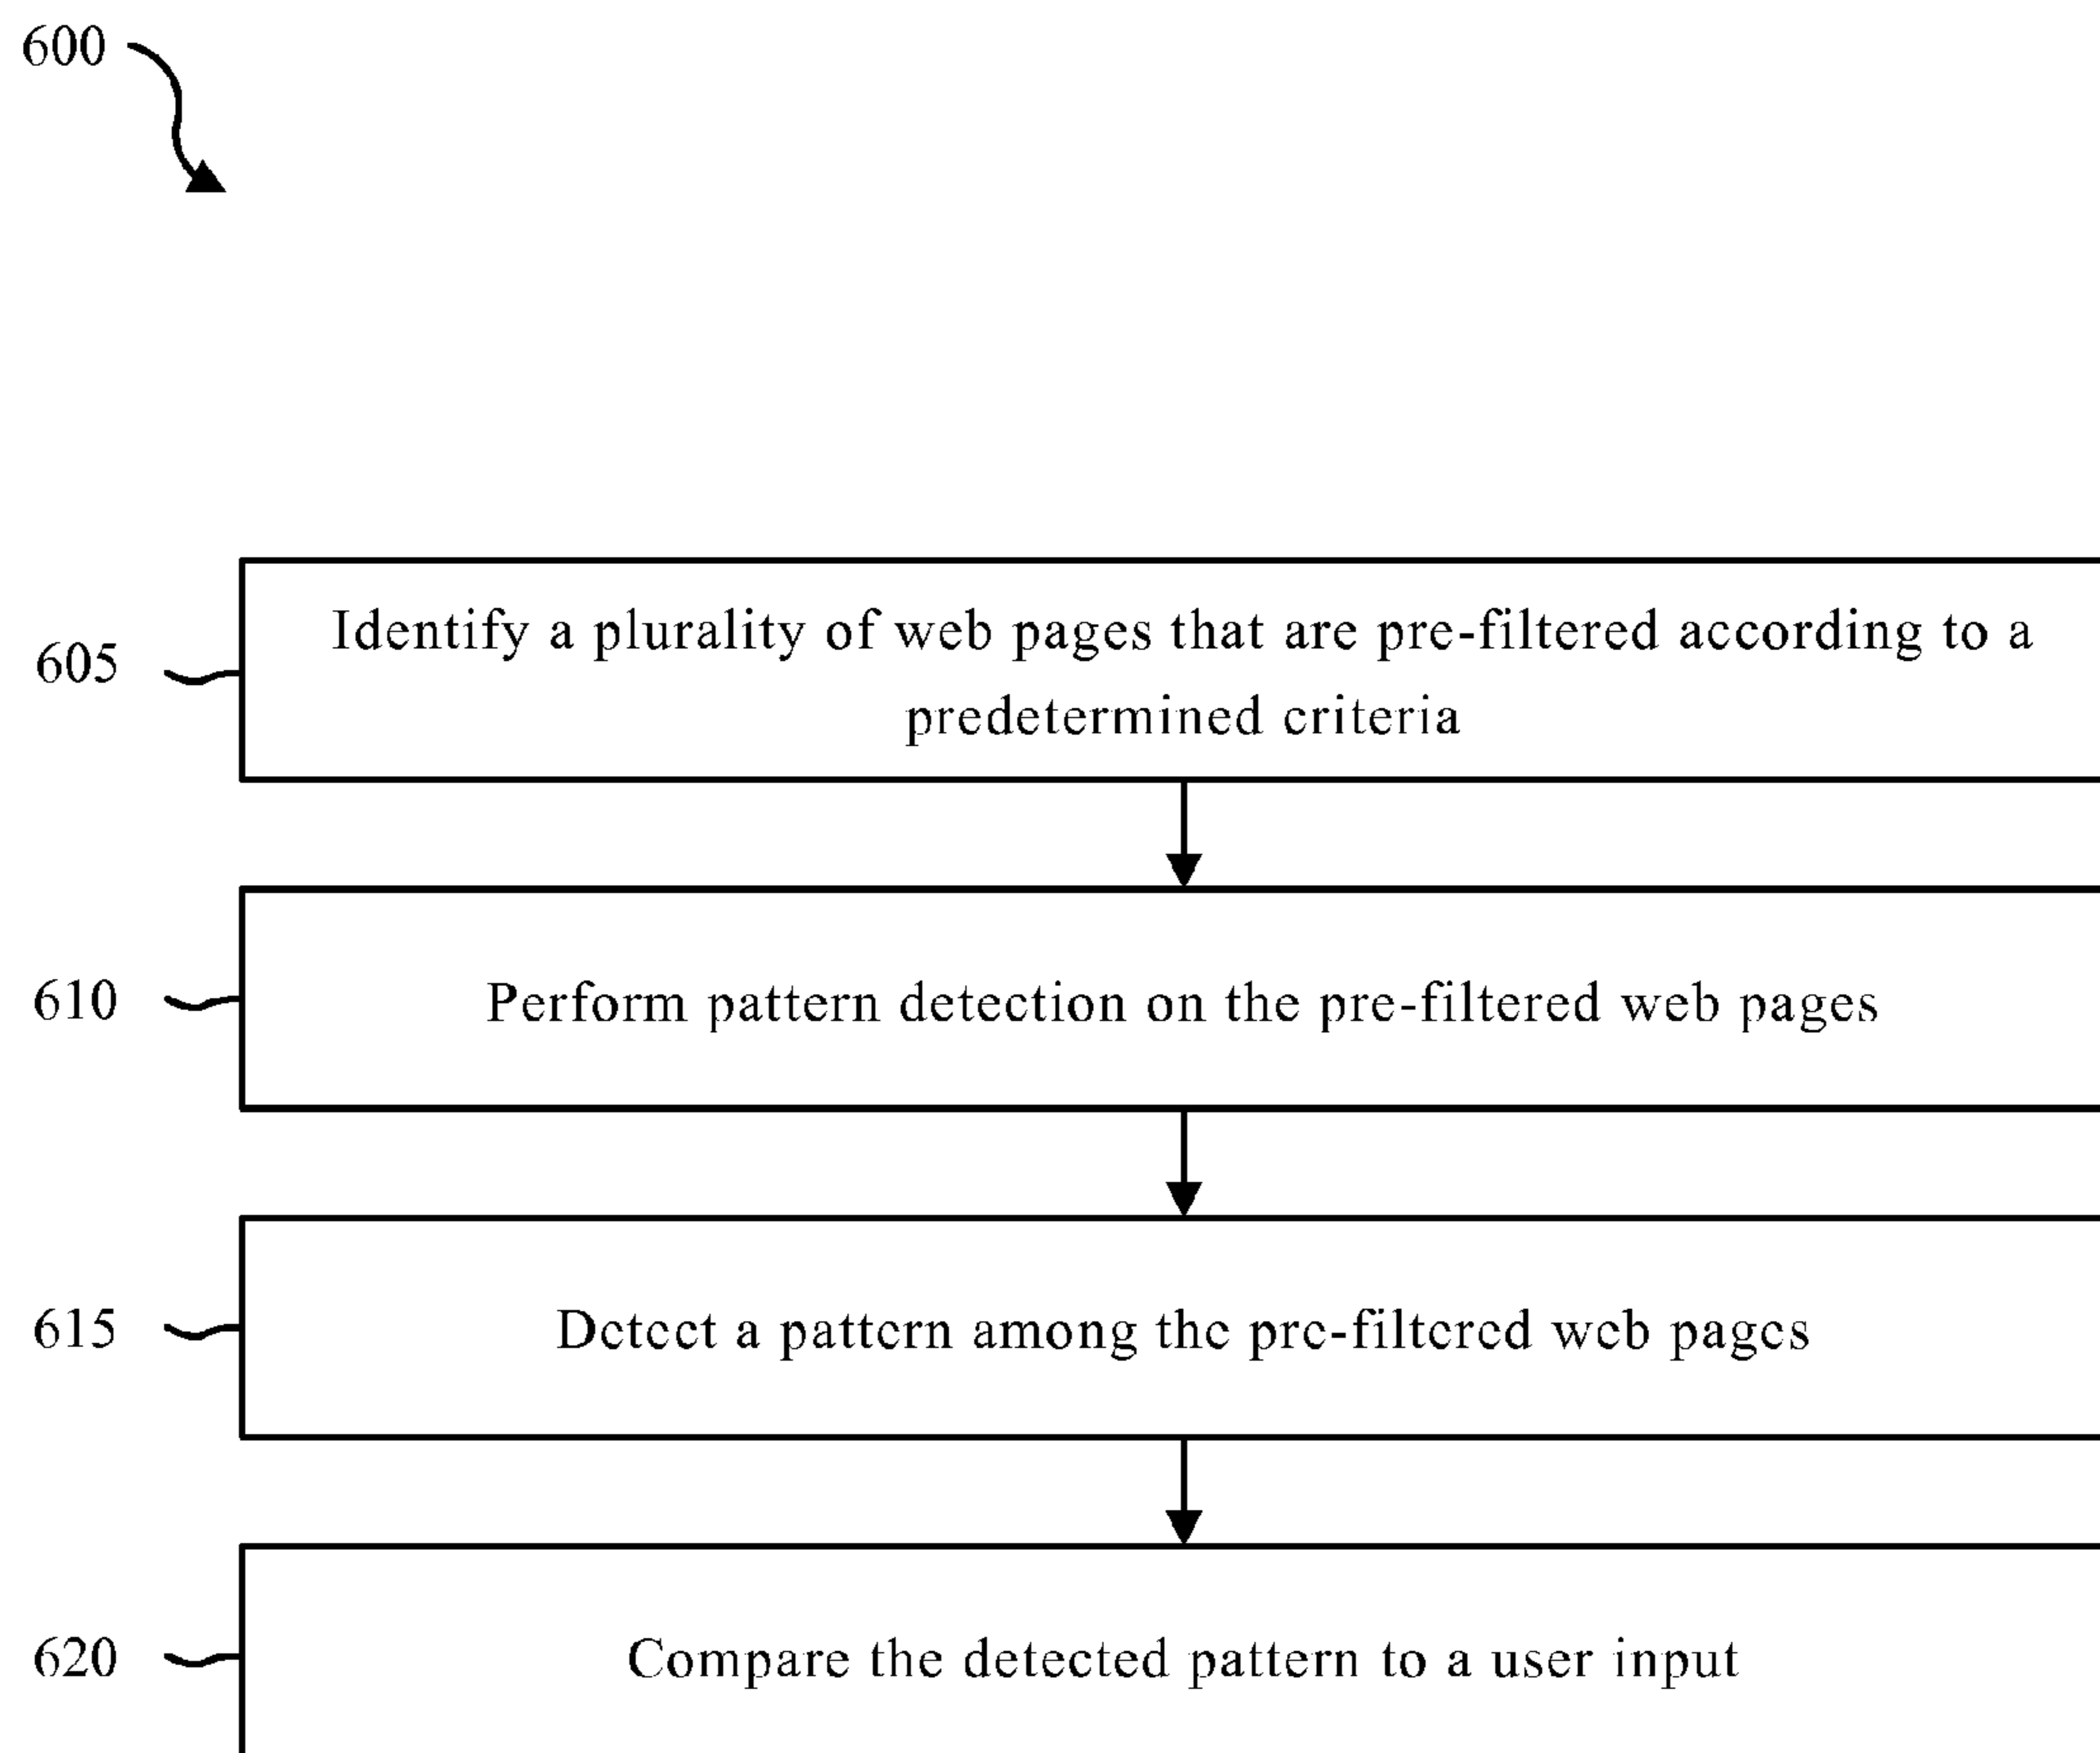 600
605
Identify a plurality of web pages that are pre-filtered according to a
predetermined criteria
610
Perform pattern detection on the pre-filtered web pages
615
Detect a pattern among the pre-filtered web pages
620
Compare the detected pattern to a user input